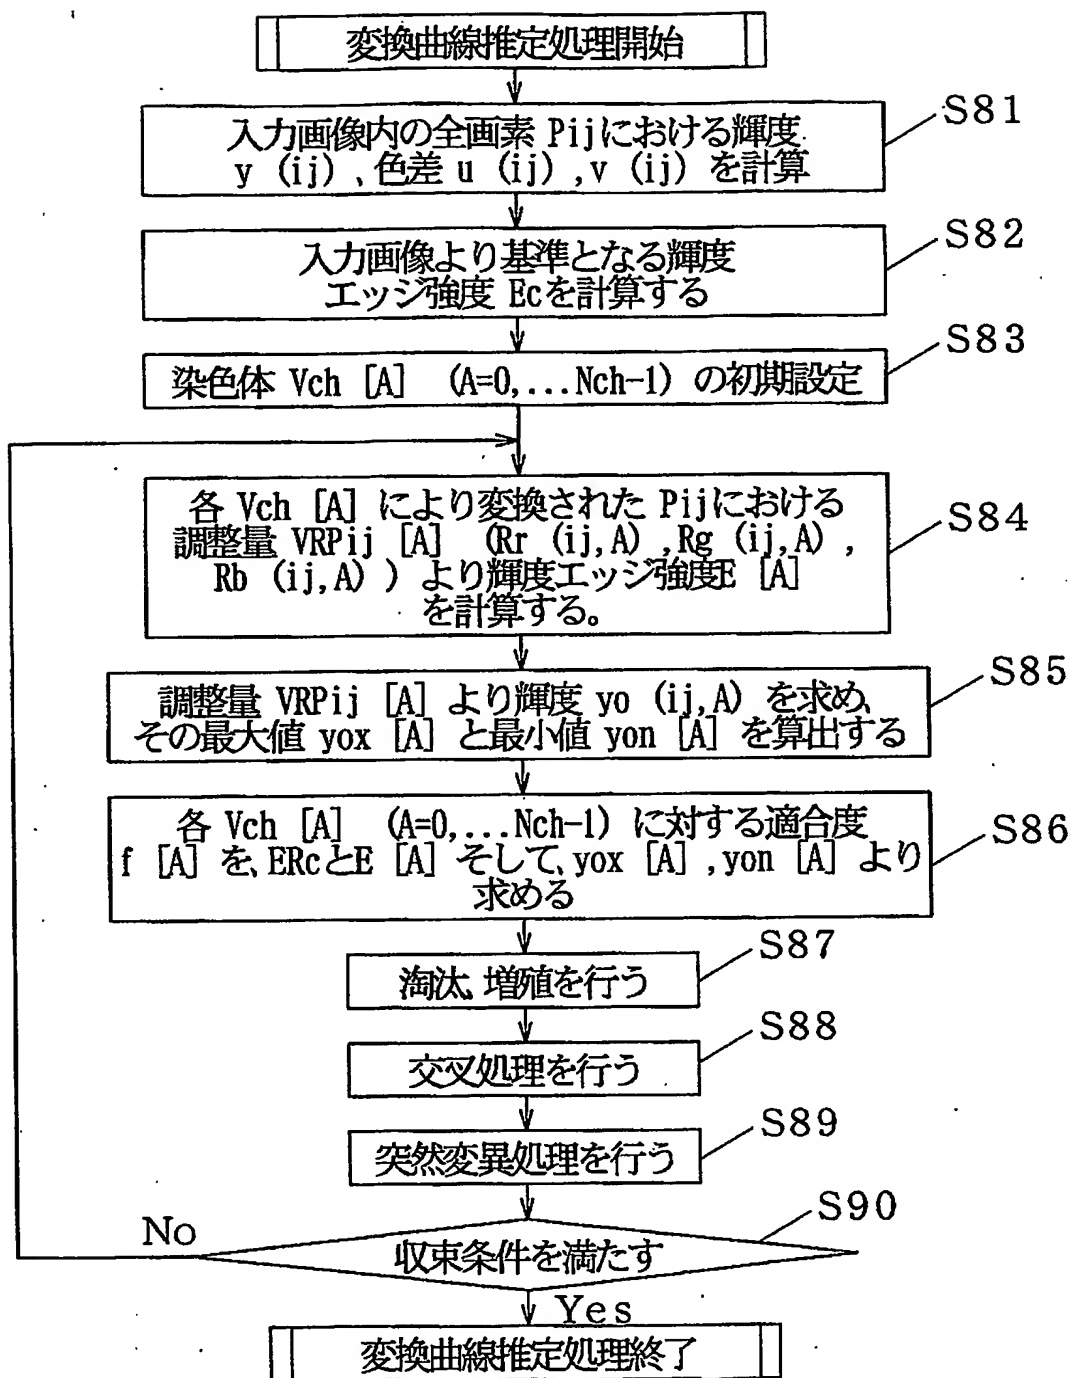 変換曲線推定処理開始
S81
入力画像内の全画素 Pijにおける輝度
y (ij)、色差 u (ij),v (ij) を計算
S82
入力画像より基準となる輝度
エッジ強度 Ecを計算する
S83
染色体 Vch [A] (A=0,...Nch-1) の初期設定
S84
各 Vch [A] により変換された Pijにおける
調整量 VRPij [A] (Rr (ij,A) ,Rg (ij,A) ,
Rb (ij,A) ) より輝度エッジ強度E [A]
を計算する。
S85
調整量 VRPij [A] より輝度 yo (ij,A) を求め、
その最大値 yox [A] と最小値 yon [A] を算出する
S86
各 Vch [A] (A=0,...Nch-1) に対する適合度
f [A] を、ERcとE [A] そして、yox [A] ,yon [A] より
求める
S87
淘汰、増殖を行う
S88
交叉処理を行う
S89
突然変異処理を行う
S90
No
収束条件を満たす
Yes
変換曲線推定処理終了